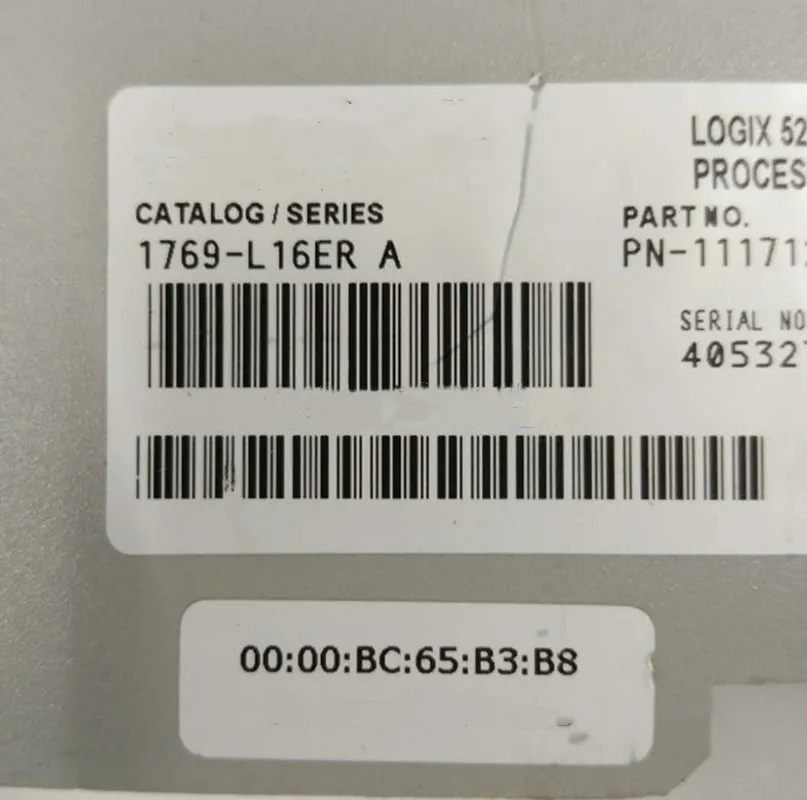 LOGIX 52
PROCES
CATALOG / SERIES
1769-L16ER A
PART NO.
PN-11171
SERIAL NO
40532
00:00:BC:65:B3:B8